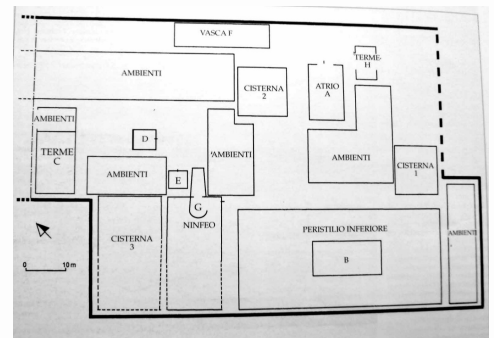 VASCA F
AMBIENTI
TERME
H
CISTERNA
2
ATRIO
A
AMBIENTI
TERME
C
D
AMBIENTI
E
AMBIENTI
AMBIENTI
CISTERNA
1
G
NINFEO
CISTERNA
3
PERISTILIO INFERIORE
B
AMBIENTI
0
10 m